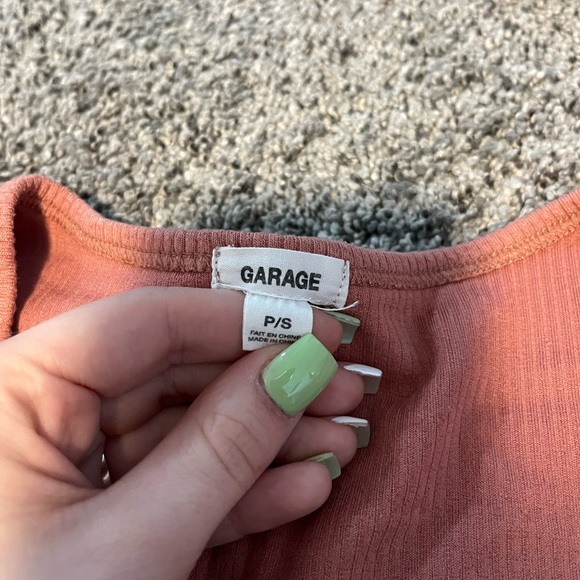 GARAGE
P/S
FAIT EN CHINE
MADE IN CHINA